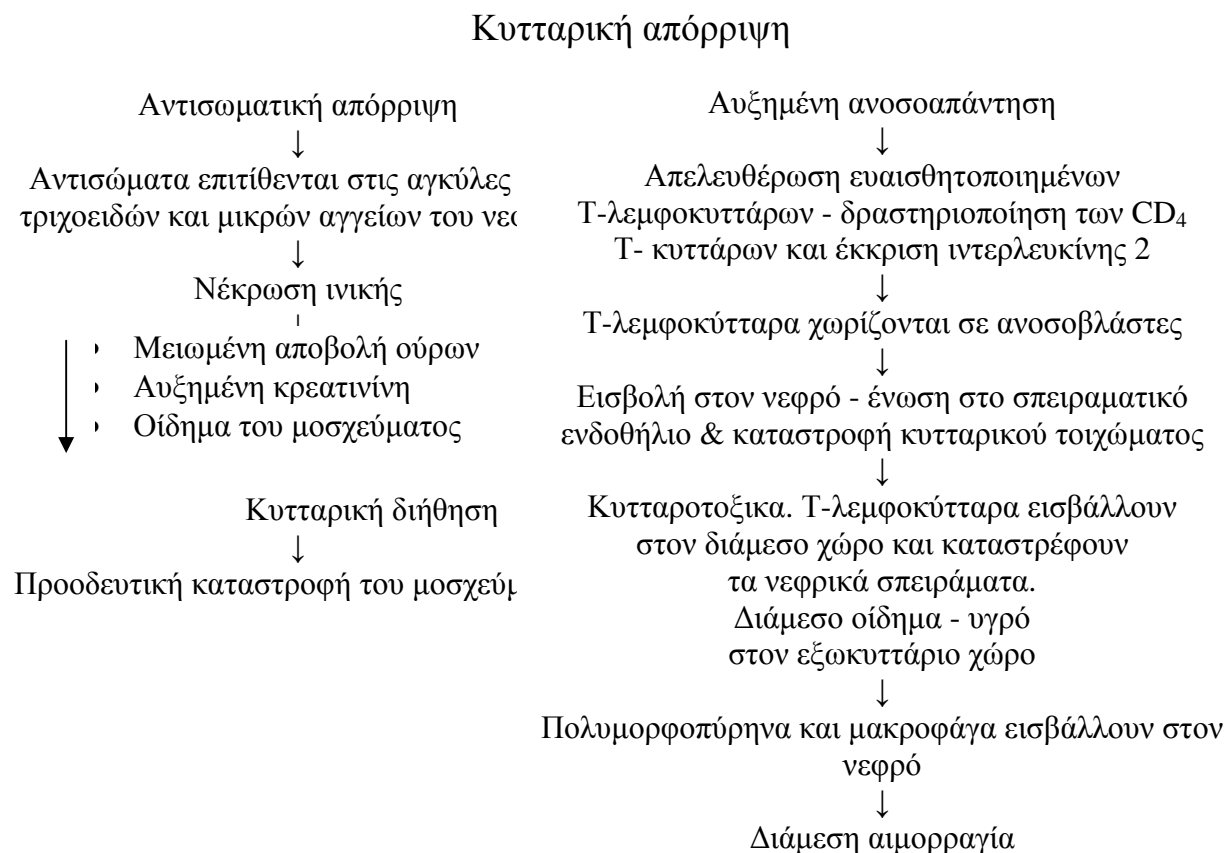 Κυτταρική απόρριψη
Αντισωματική απόρριψη
↓
Αντισώματα επιτίθενται στις αγκύλες
τριχοειδών και μικρών αγγείων του
↓
Νέκρωση ινικής
Μειωμένη αποβολή ούρων
Αυξημένη κρεατινίνη
Οίδημα του μοσχεύματος
Κυτταρική διήθηση
↓
Προοδευτική καταστροφή του
Αυξημένη ανοσοαπάντηση
↓
Απελευθέρωση ευαισθητοποιημένων
Τ-λεμφοκυττάρων - δραστηριοποίηση των CD₄
Τ- κυττάρων και έκκριση ιντερλευκίνης 2
↓
Τ-λεμφοκύτταρα χωρίζονται σε ανοσοβλάστες
↓
Εισβολή στον νεφρό - ένωση στο σπειραματικό
ενδοθήλιο & καταστροφή κυτταρικού τοιχώματος
↓
Κυτταροτοξικα. Τ-λεμφοκύτταρα εισβάλλουν
στον διάμεσο χώρο και καταστρέφουν
τα νεφρικά σπειράματα.
Διάμεσο οίδημα - υγρό
στον εξωκυττάριο χώρο
↓
Πολυμορφοπύρηνα και μακροφάγα εισβάλλουν στον
νεφρό
↓
Διάμεση αιμορραγία